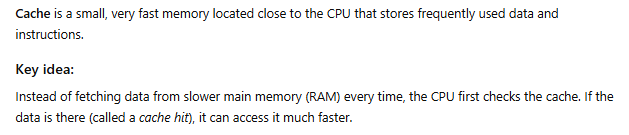 Cache is a small, very fast memory located close to the CPU that stores frequently used data and
instructions.
Key idea:
Instead of fetching data from slower main memory (RAM) every time, the CPU first checks the cache. If the
data is there (called a cache hit), it can access it much faster.